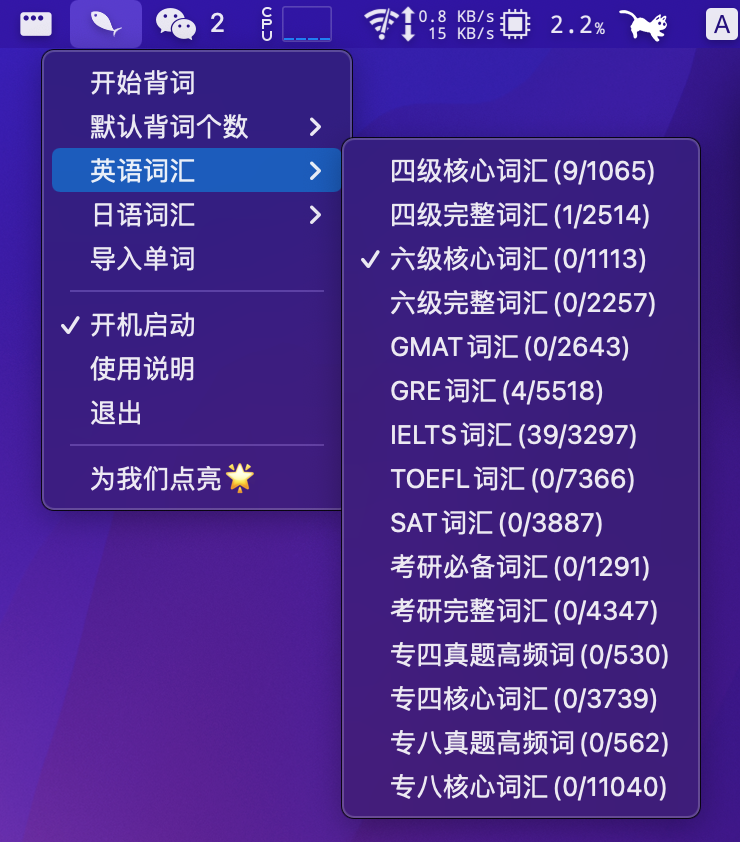 2
CPU
0.8 KB/s
15 KB/s
2.2%
A
开始背词
默认背词个数
英语词汇
日语词汇
导入单词
开机启动
使用说明
退出
为我们点亮🌟
四级核心词汇 (9/1065)
四级完整词汇 (1/2514)
六级核心词汇 (0/1113)
六级完整词汇 (0/2257)
GMAT 词汇 (0/2643)
GRE 词汇 (4/5518)
IELTS 词汇 (39/3297)
TOEFL 词汇 (0/7366)
SAT 词汇 (0/3887)
考研必备词汇 (0/1291)
考研完整词汇 (0/4347)
专四真题高频词 (0/530)
专四核心词汇 (0/3739)
专八真题高频词 (0/562)
专八核心词汇 (0/11040)